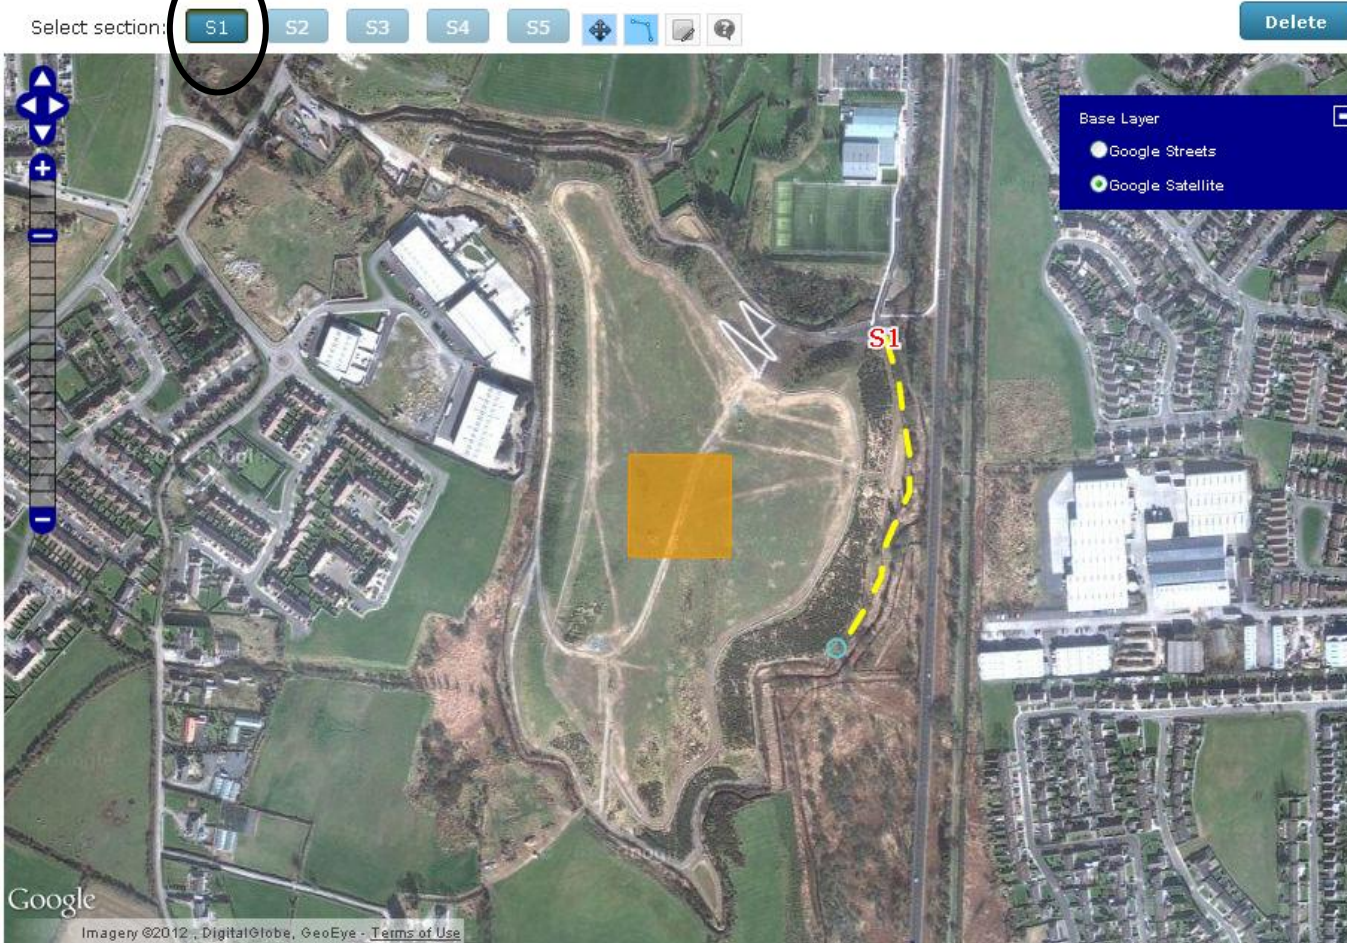 Select section: S1 S2 S3 S4 S5 Delete
Base Layer
Google Streets
Google Satellite
S1
Google
Imagery ©2012 , DigitalGlobe, GeoEye - Terms of Use